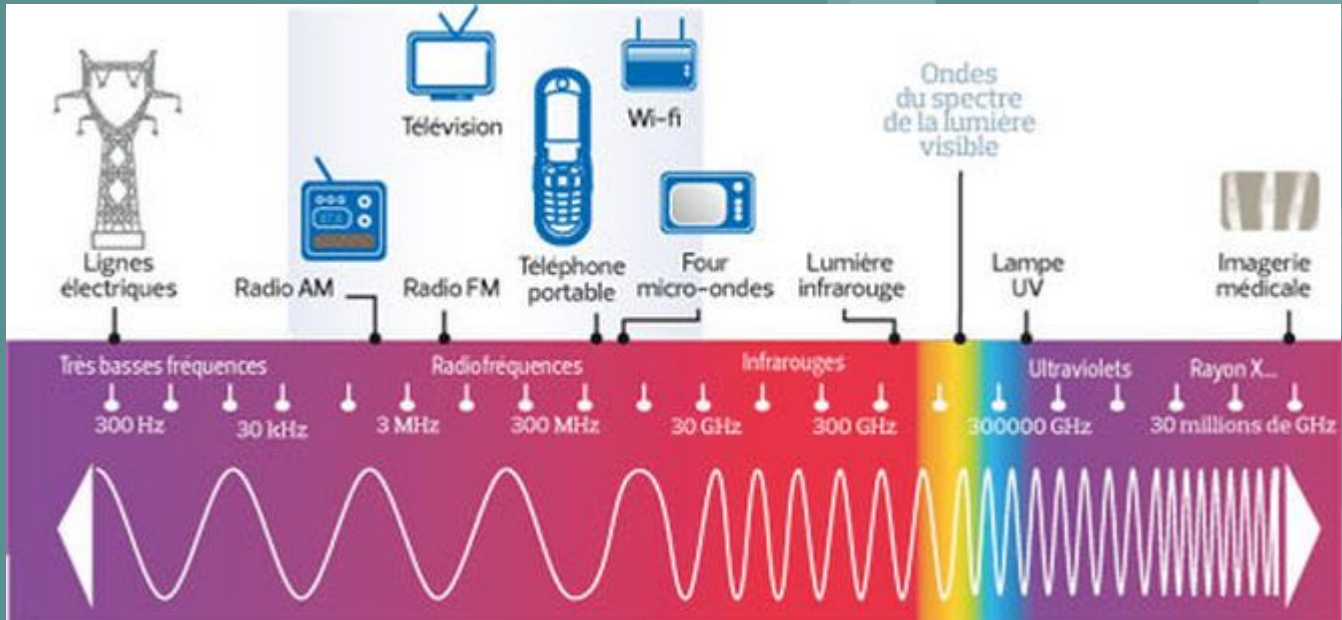 Télévision
Wi-fi
Ondes
du spectre
de la lumière
visible
Lignes
électriques
Radio AM
Radio FM
Téléphone
portable
Four
micro-ondes
Lumière
infrarouge
Lampe
UV
Imagerie
médicale
Très basses fréquences
Radiofréquences
Infrarouges
Ultraviolets
Rayon X...
300 Hz
30 kHz
3 MHz
300 MHz
30 GHz
300 GHz
300000 GHz
30 millions de GHz